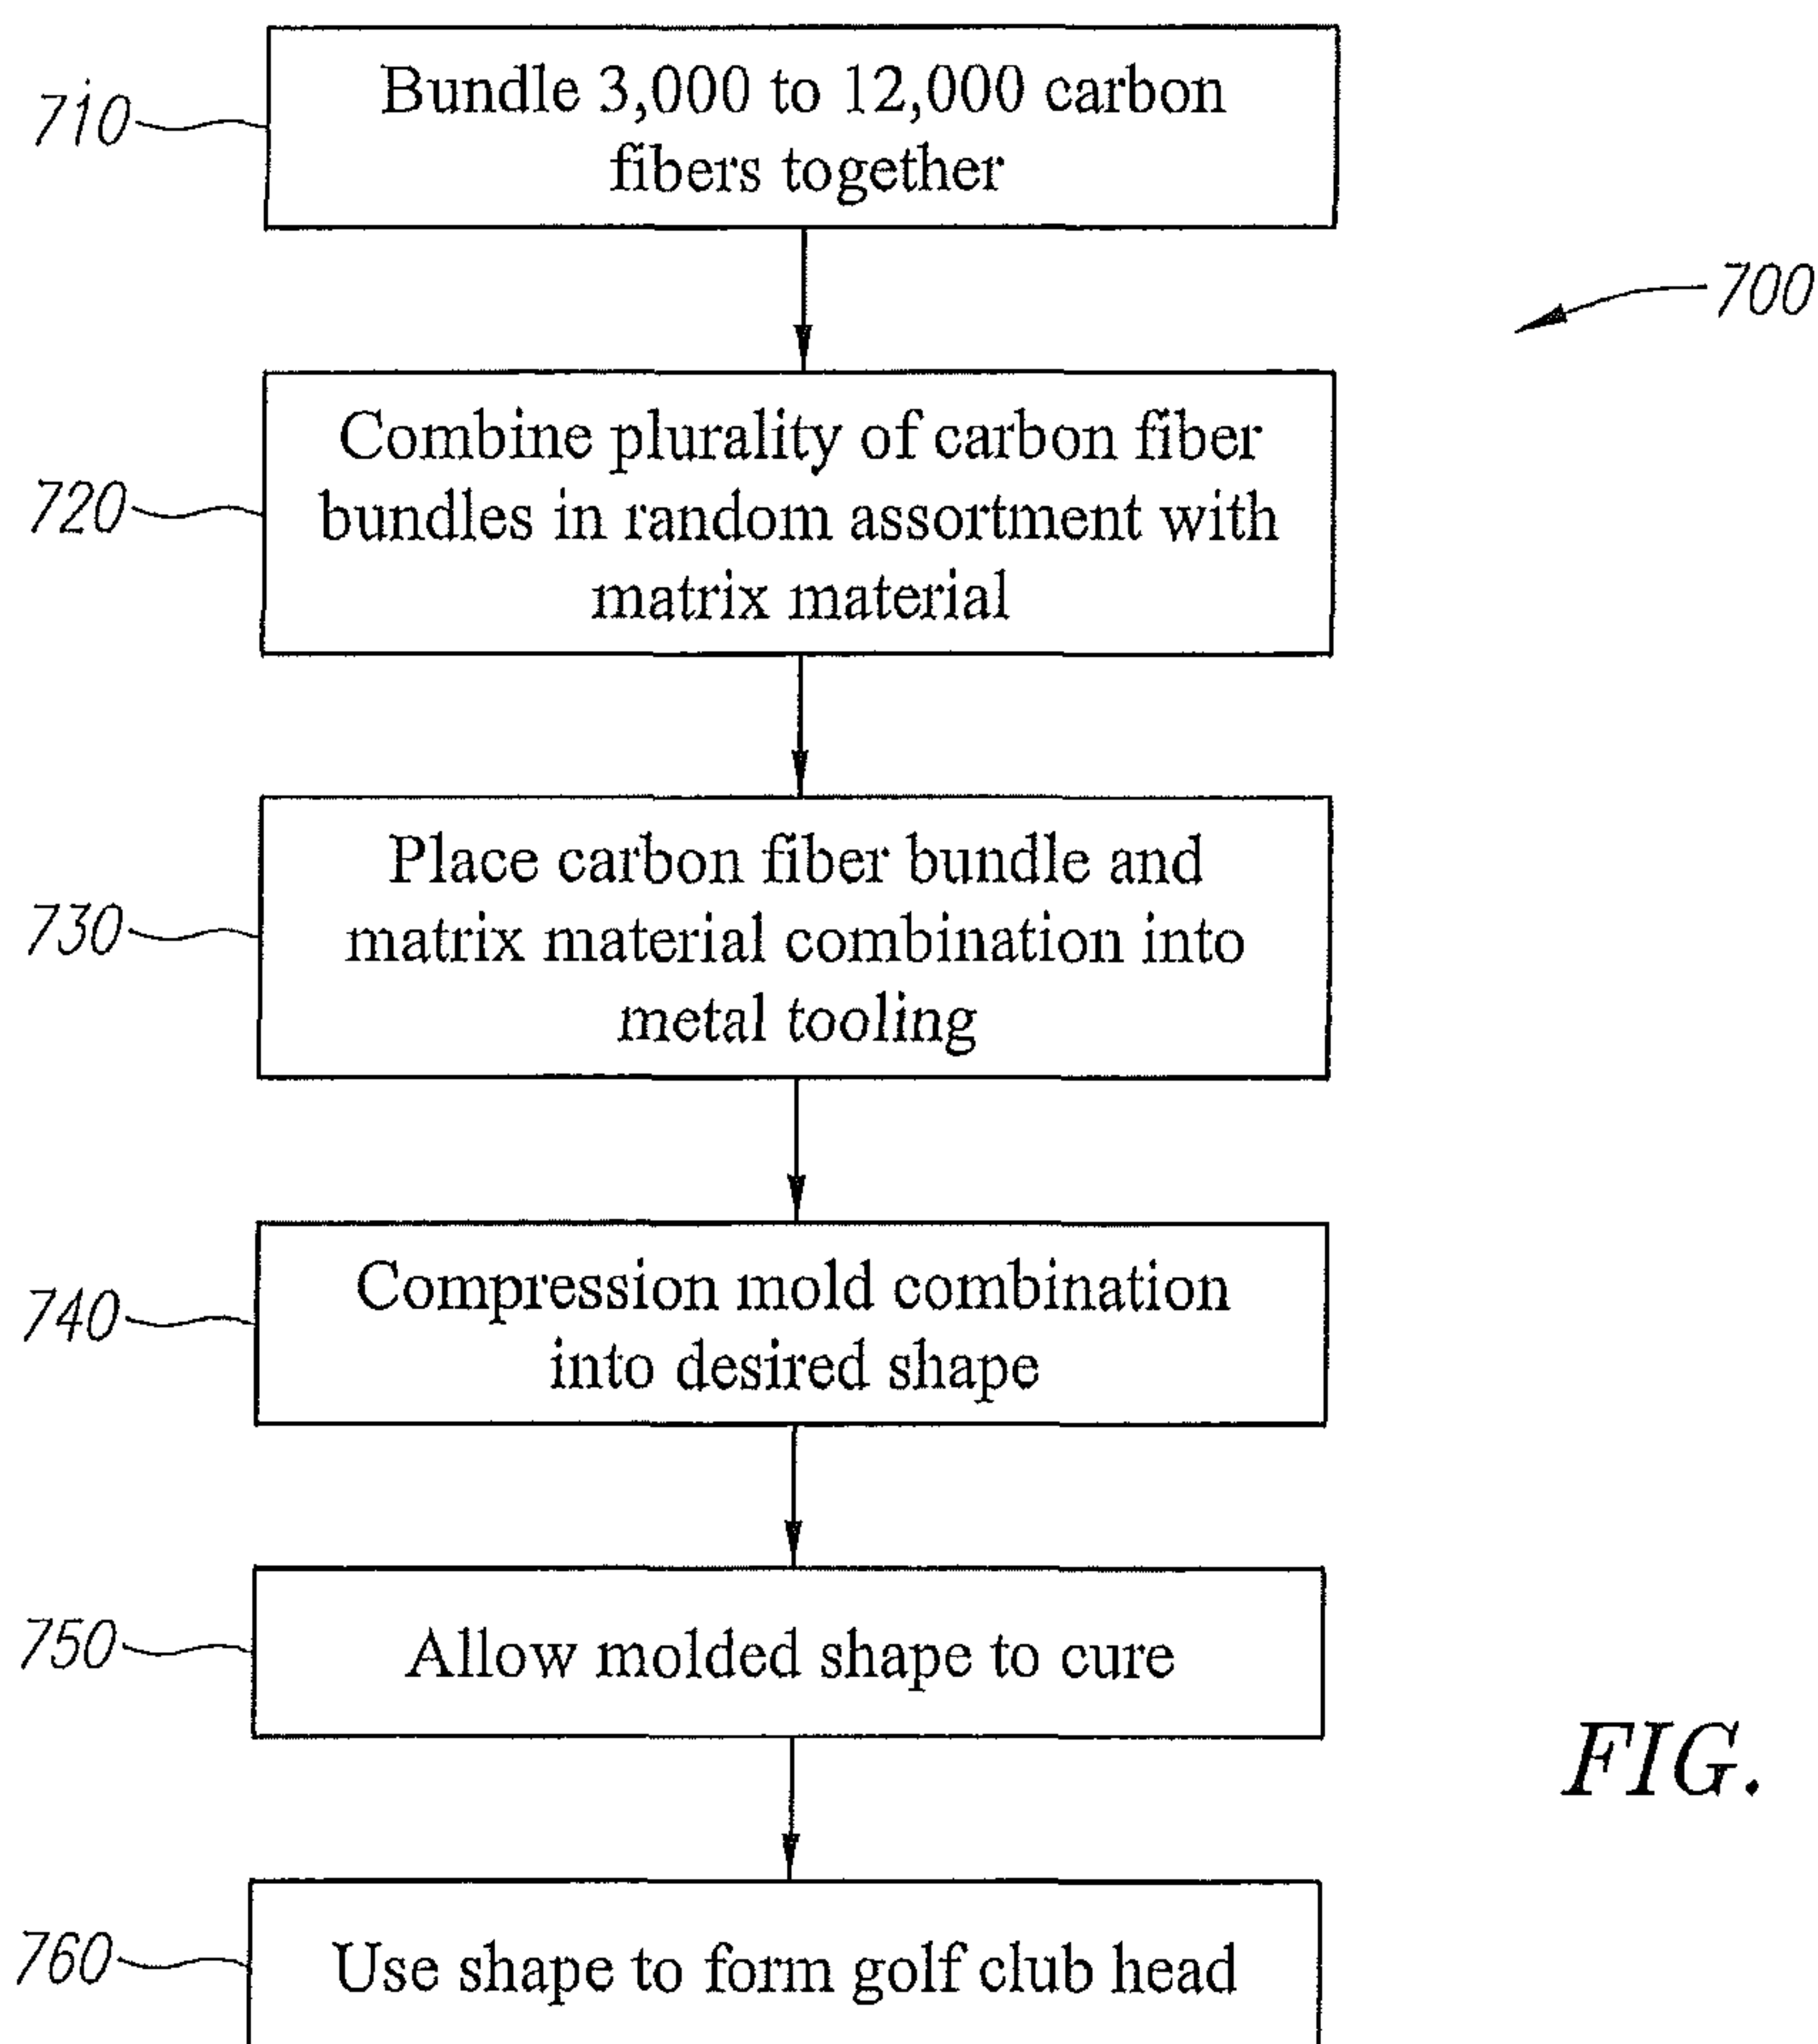 710
Bundle 3,000 to 12,000 carbon
fibers together
700
720
Combine plurality of carbon fiber
bundles in random assortment with
matrix material
730
Place carbon fiber bundle and
matrix material combination into
metal tooling
740
Compression mold combination
into desired shape
750
Allow molded shape to cure
FIG.
760
Use shape to form golf club head